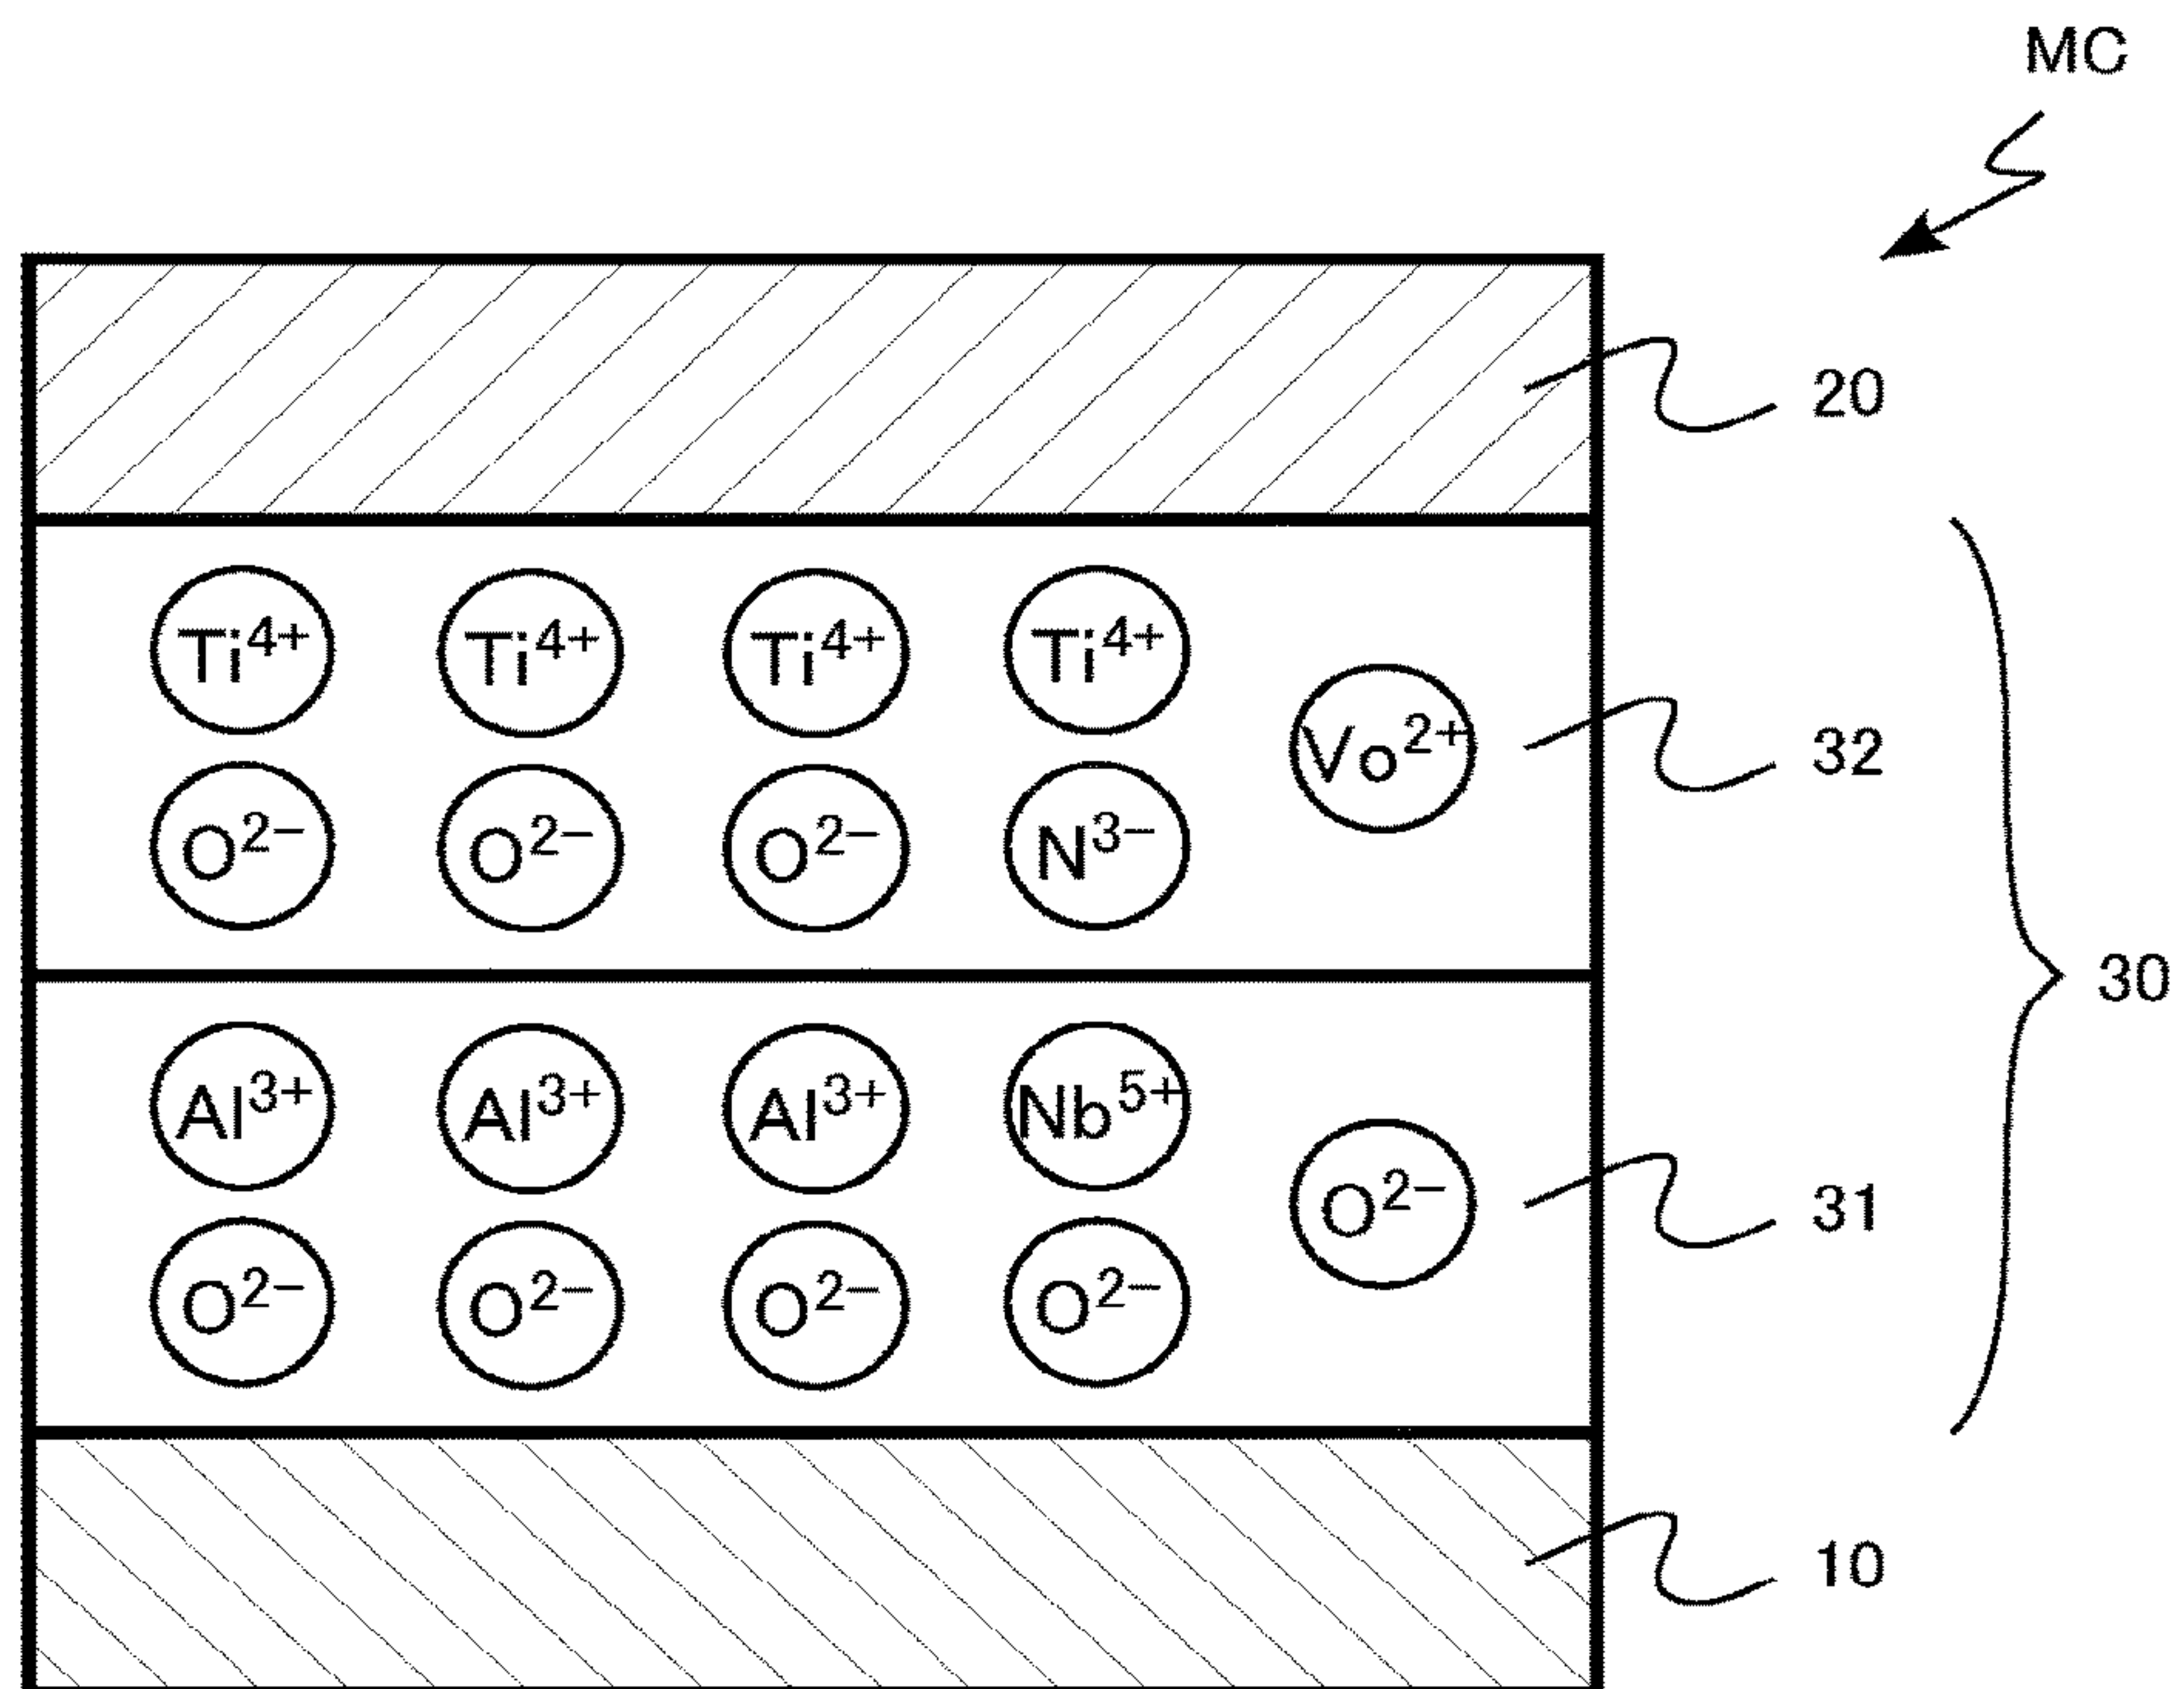 MC
20
Ti⁴⁺ Ti⁴⁺ Ti⁴⁺ Ti⁴⁺
Vo²⁺ 32
O²⁻ O²⁻ O²⁻ N³⁻
30
Al³⁺ Al³⁺ Al³⁺ Nb⁵⁺
O²⁻ 31
O²⁻ O²⁻ O²⁻ O²⁻
10